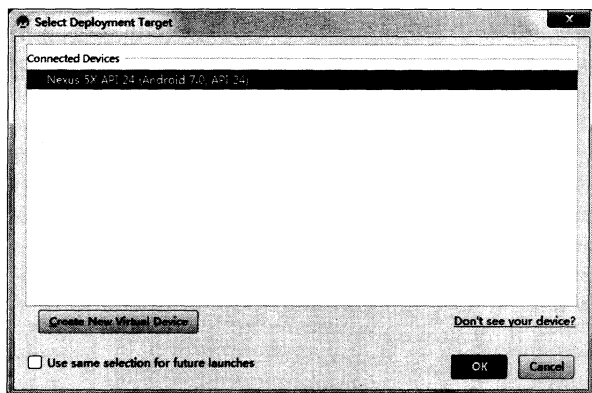 Select Deployment Target
x
Connected Devices
Nexus 5X API 24 (Android 7.0, API 24)
Create New Virtual Device
Don't see your device?
Use same selection for future launches
OK
Cancel